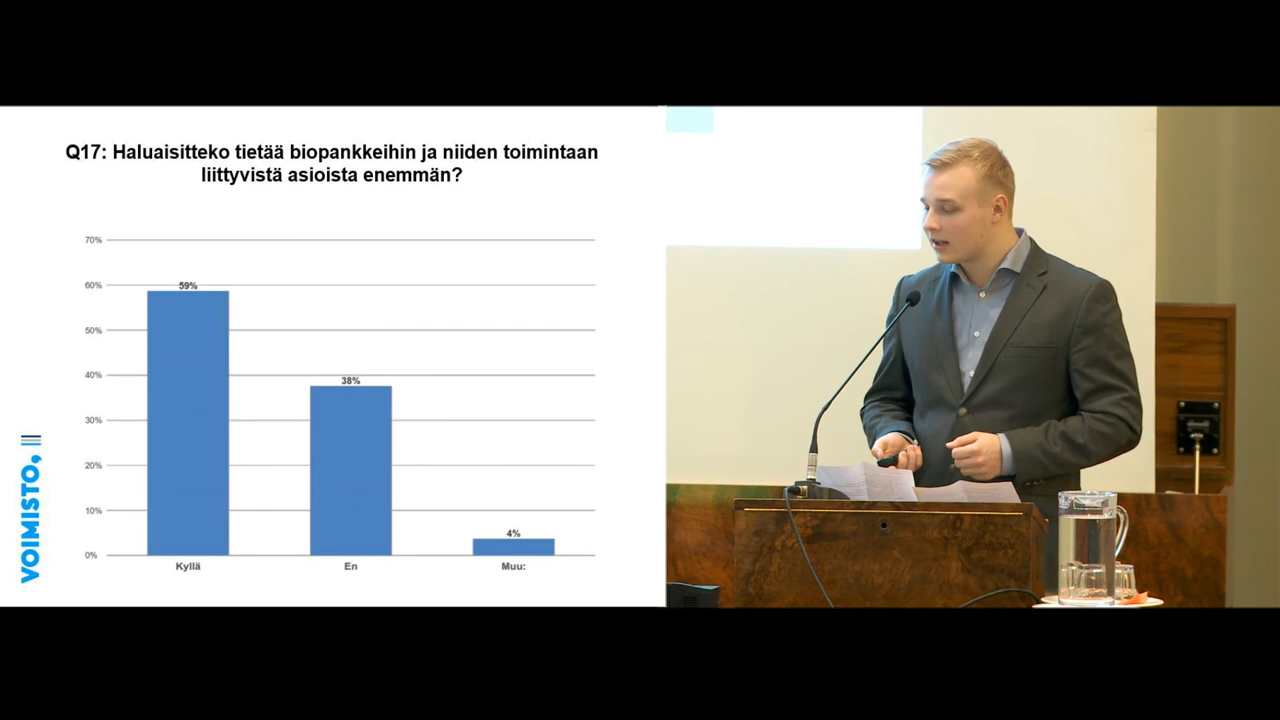 Q17: Haluaisitteko tietää biopankkeihin ja niiden toimintaan
liittyvistä asioista enemmän?
70%
60%
50%
40%
30%
20%
10%
0%
59%
38%
4%
Kyllä
En
Muu:
VOIMISTO,